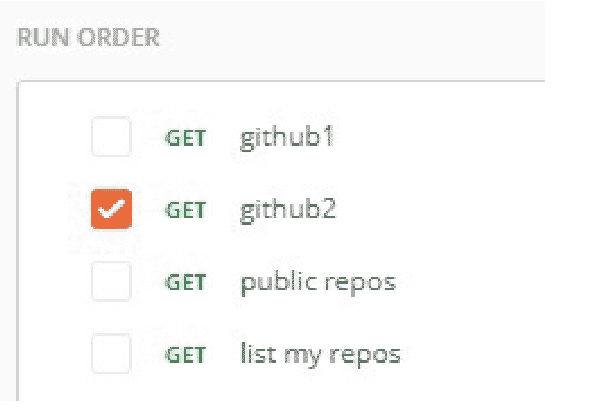 RUN ORDER
GET github1
GET github2
GET public repos
GET list my repos